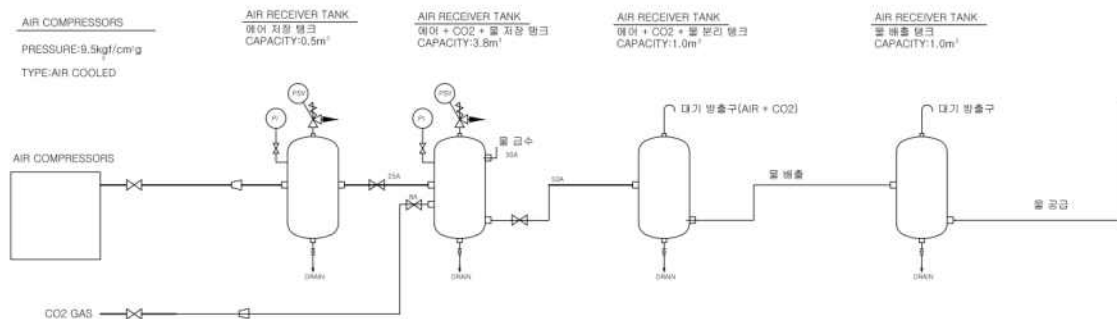 AIR COMPRESSORS
PRESSURE:9.5kgf/cm²g
TYPE:AIR COOLED
AIR RECEIVER TANK
에어 저장 탱크
CAPACITY:0.5m³
AIR RECEIVER TANK
에어 + CO2 + 물 저장 탱크
CAPACITY:3.8m³
AIR RECEIVER TANK
에어 + CO2 + 물 분리 탱크
CAPACITY:1.0m³
AIR RECEIVER TANK
물 배출 탱크
CAPACITY:1.0m³
PSV
PI
PSV
PI
물 급수
50A
대기 방출구(AIR + CO2)
대기 방출구
AIR COMPRESSORS
25A
50A
물 배출
물 공급
DRAIN
DRAIN
DRAIN
DRAIN
CO2 GAS